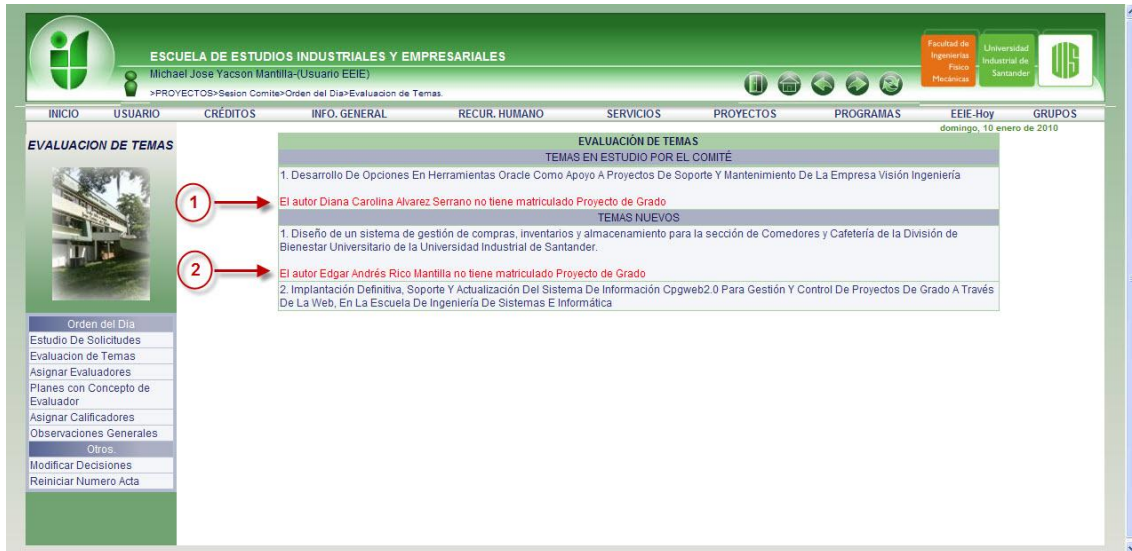 ESCUELA DE ESTUDIOS INDUSTRIALES Y EMPRESARIALES
Michael Jose Yacson Mantilla-(Usuario EEIE)
>PROYECTOS>Sesion Comite>Orden del Dia>Evaluacion de Temas.
Facultad de
Ingenierías
Físico
Mecánicas
Universidad
Industrial de
Santander
UIS
INICIO USUARIO CRÉDITOS INFO. GENERAL RECUR. HUMANO SERVICIOS PROYECTOS PROGRAMAS EEIE-Hoy GRUPOS
domingo, 10 enero de 2010
EVALUACION DE TEMAS
EVALUACIÓN DE TEMAS
TEMAS EN ESTUDIO POR EL COMITÉ
1. Desarrollo De Opciones En Herramientas Oracle Como Apoyo A Proyectos De Soporte Y Mantenimiento De La Empresa Visión Ingeniería
1
El autor Diana Carolina Alvarez Serrano no tiene matriculado Proyecto de Grado
TEMAS NUEVOS
1. Diseño de un sistema de gestión de compras, inventarios y almacenamiento para la sección de Comedores y Cafetería de la División de
Bienestar Universitario de la Universidad Industrial de Santander.
2
El autor Edgar Andrés Rico Mantilla no tiene matriculado Proyecto de Grado
2. Implantación Definitiva, Soporte Y Actualización Del Sistema De Información Cpgweb2.0 Para Gestión Y Control De Proyectos De Grado A Través
De La Web, En La Escuela De Ingeniería De Sistemas E Informática
Orden del Dia
Estudio De Solicitudes
Evaluacion de Temas
Asignar Evaluadores
Planes con Concepto de
Evaluador
Asignar Calificadores
Observaciones Generales
Otros.
Modificar Decisiones
Reiniciar Numero Acta